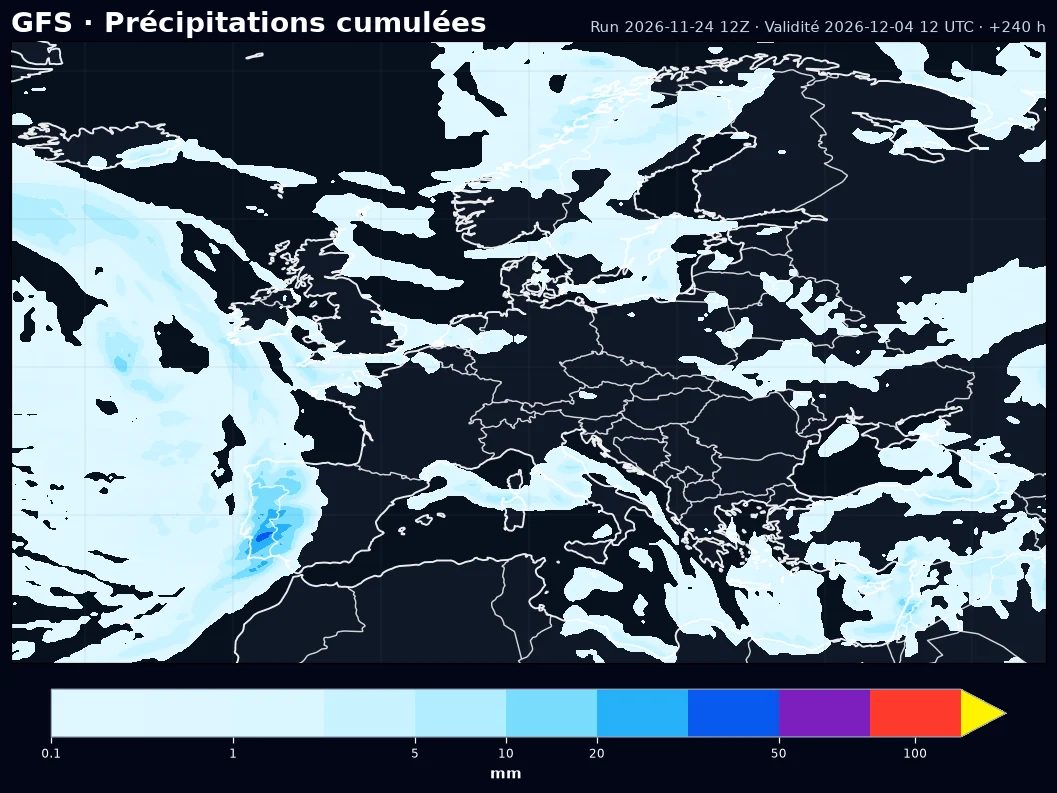 GFS · Précipitations cumulées
Run 2026-11-24 12Z · Validité 2026-12-04 12 UTC · +240 h
0.1 1 5 10 20 50 100
mm